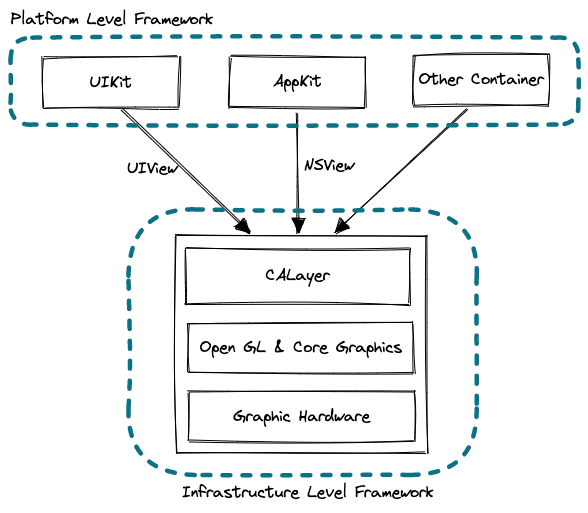 Platform Level Framework
UIKit
AppKit
Other Container
UIView
NSView
CALayer
Open GL & Core Graphics
Graphic Hardware
Infrastructure Level Framework